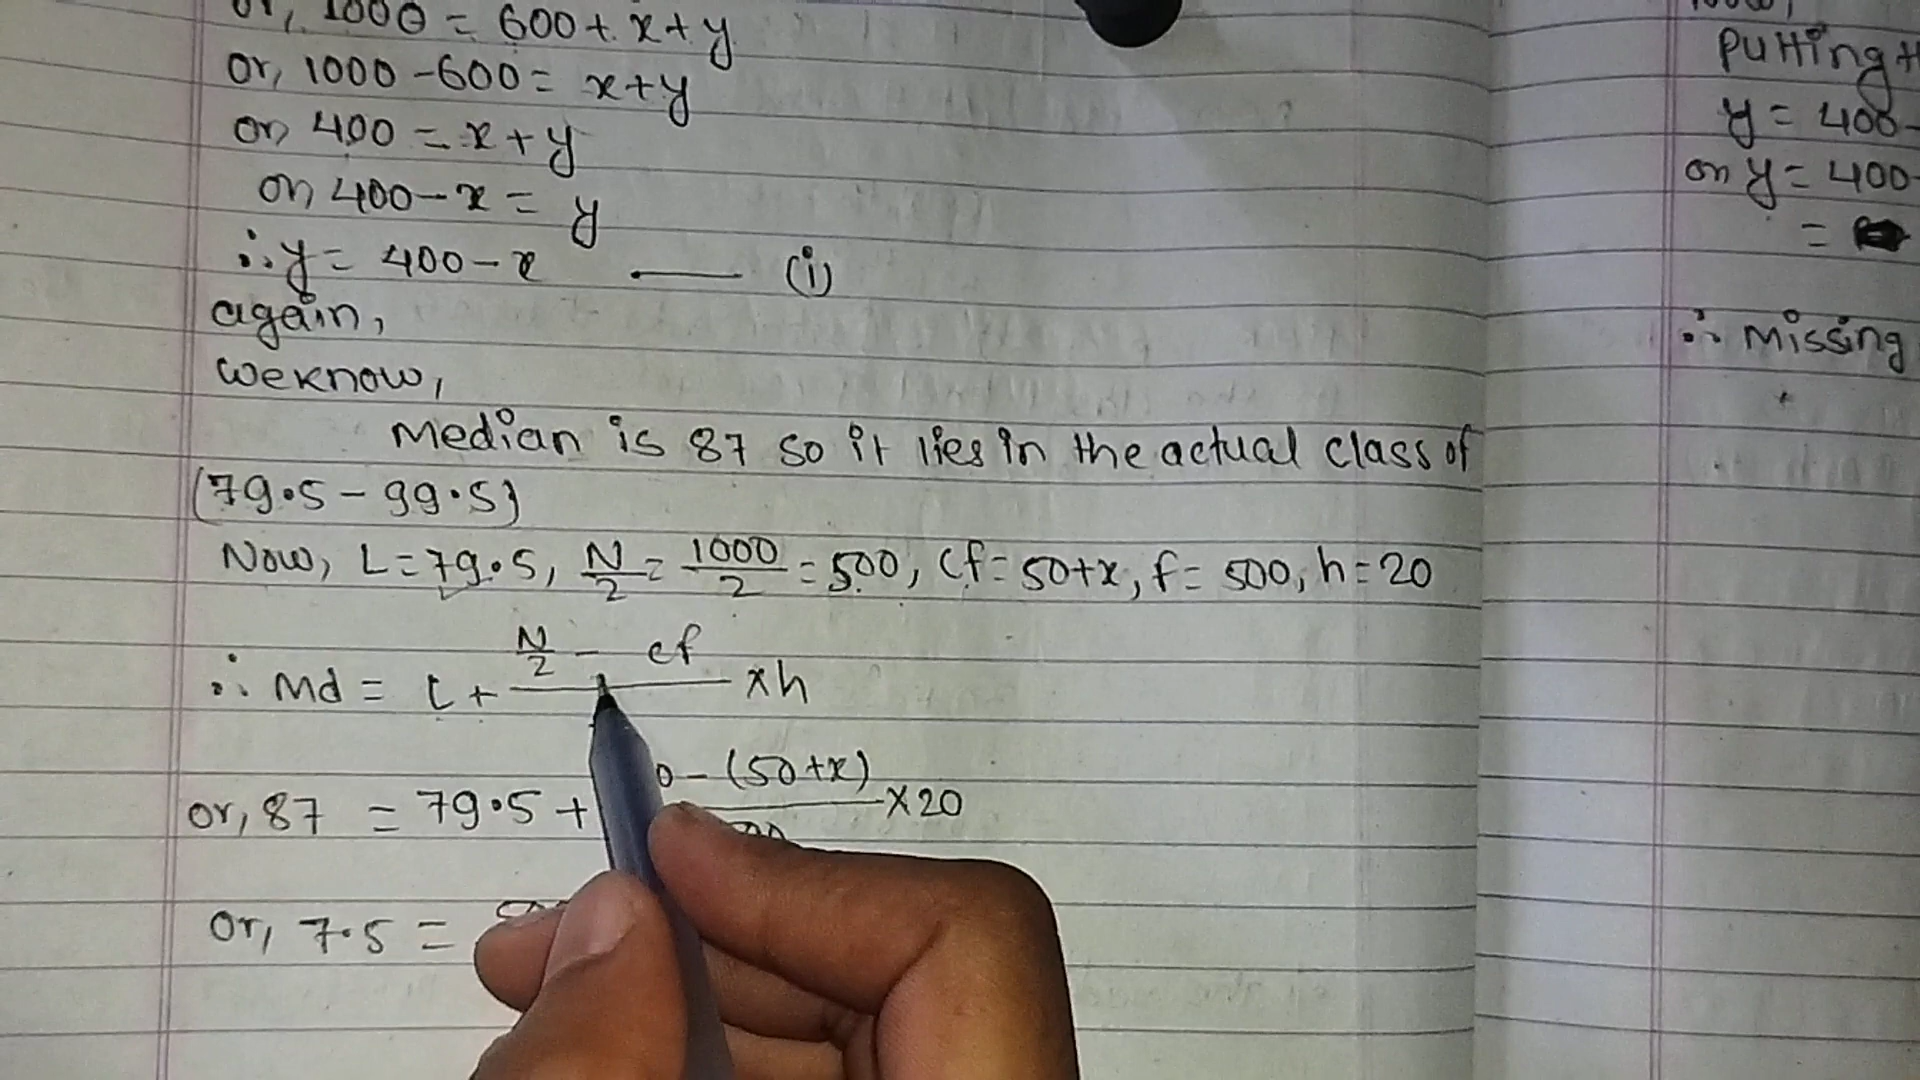 or, 1000 = 600 + x + y
or, 1000 - 600 = x + y
or, 400 = x + y
or, 400 - x = y
∴ y = 400 - x —— (i)
again,
we know,
Median is 87 so it lies in the actual class of
(79.5 - 99.5)
Now, L = 79.5, N/2 = 1000/2 = 500, Cf = 50+x, f = 500, h = 20
∴ Md = L + N/2 - cf × h
or, 87 = 79.5 + 0 - (50+x) × 20
or, 7.5 =
Putting
y = 400 -
or y = 400 -
=
∴ Missing